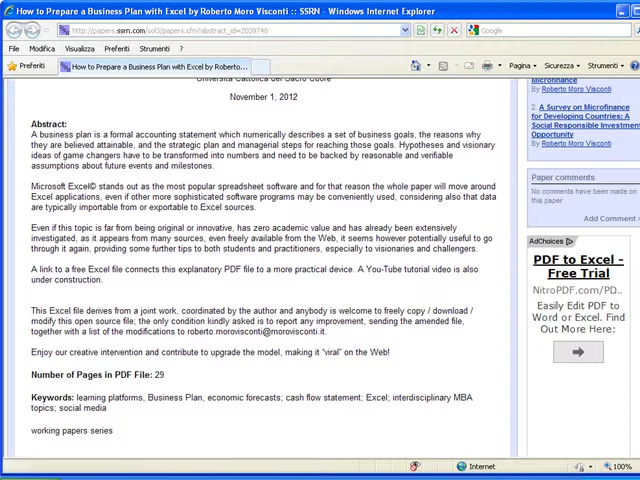 How to Prepare a Business Plan with Excel by Roberto Moro Visconti :: SSRN - Windows Internet Explorer
http://papers.ssrn.com/sol3/papers.cfm?abstract_id=2039748
Google
File Modifica Visualizza Preferiti Strumenti ?
Preferiti
How to Prepare a Business Plan with Excel by Roberto...
Pagina Sicurezza Strumenti
Università Cattolica del Sacro Cuore
November 1, 2012
Abstract:
A business plan is a formal accounting statement which numerically describes a set of business goals, the reasons why
they are believed attainable, and the strategic plan and managerial steps for reaching those goals. Hypotheses and visionary
ideas of game changers have to be transformed into numbers and need to be backed by reasonable and verifiable
assumptions about future events and milestones.
Microsoft Excel© stands out as the most popular spreadsheet software and for that reason the whole paper will move around
Excel applications, even if other more sophisticated software programs may be conveniently used, considering also that data
are typically importable from or exportable to Excel sources.
Even if this topic is far from being original or innovative, has zero academic value and has already been extensively
investigated, as it appears from many sources, even freely available from the Web, it seems however potentially useful to go
through it again, providing some further tips to both students and practitioners, especially to visionaries and challengers.
A link to a free Excel file connects this explanatory PDF file to a more practical device. A You-Tube tutorial video is also
under construction.
This Excel file derives from a joint work, coordinated by the author and anybody is welcome to freely copy / download /
modify this open source file; the only condition kindly asked is to report any improvement, sending the amended file,
together with a list of the modifications to roberto.morovisconti@morovisconti.it.
Enjoy our creative intervention and contribute to upgrade the model, making it “viral” on the Web!
Number of Pages in PDF File: 29
Keywords: learning platforms, Business Plan, economic forecasts; cash flow statement, Excel; interdisciplinary MBA
topics; social media
working papers series
Microfinance
By Roberto Moro Visconti
2. A Survey on Microfinance
for Developing Countries: A
Social Responsible Investment
Opportunity
By Roberto Moro Visconti
Paper comments
No comments have been made on
this paper
Add Comment
AdChoices
PDF to Excel -
Free Trial
NitroPDF.com/PD..
Easily Edit PDF to
Word or Excel. Find
Out More Here:
Internet
100%